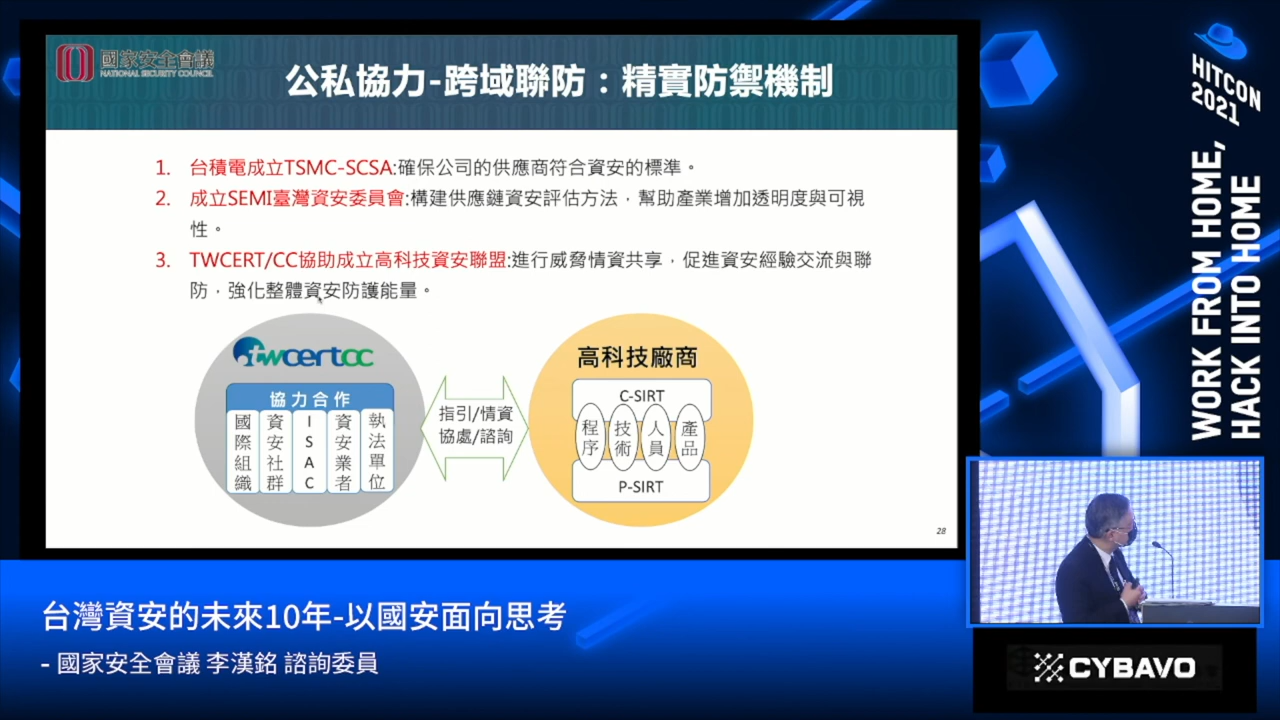 國家安全會議
NATIONAL SECURITY COUNCIL
公私協力-跨域聯防：精實防禦機制
1. 台積電成立TSMC-SCSA:確保公司的供應商符合資安的標準。
2. 成立SEMI臺灣資安委員會:構建供應鏈資安評估方法，幫助產業增加透明度與可視
性。
3. TWCERT/CC協助成立高科技資安聯盟:進行威脅情資共享，促進資安經驗交流與聯
防，強化整體資安防護能量。
twcertcc
協力合作
國際組織
資安社群
ISAC
資安業者
執法單位
指引/情資
協處/諮詢
高科技廠商
C-SIRT
程序
技術
人員
產品
P-SIRT
28
HITCON
2021
WORK FROM HOME,
HACK INTO HOME
台灣資安的未來10年-以國安面向思考
- 國家安全會議 李漢銘 諮詢委員
CYBAVO